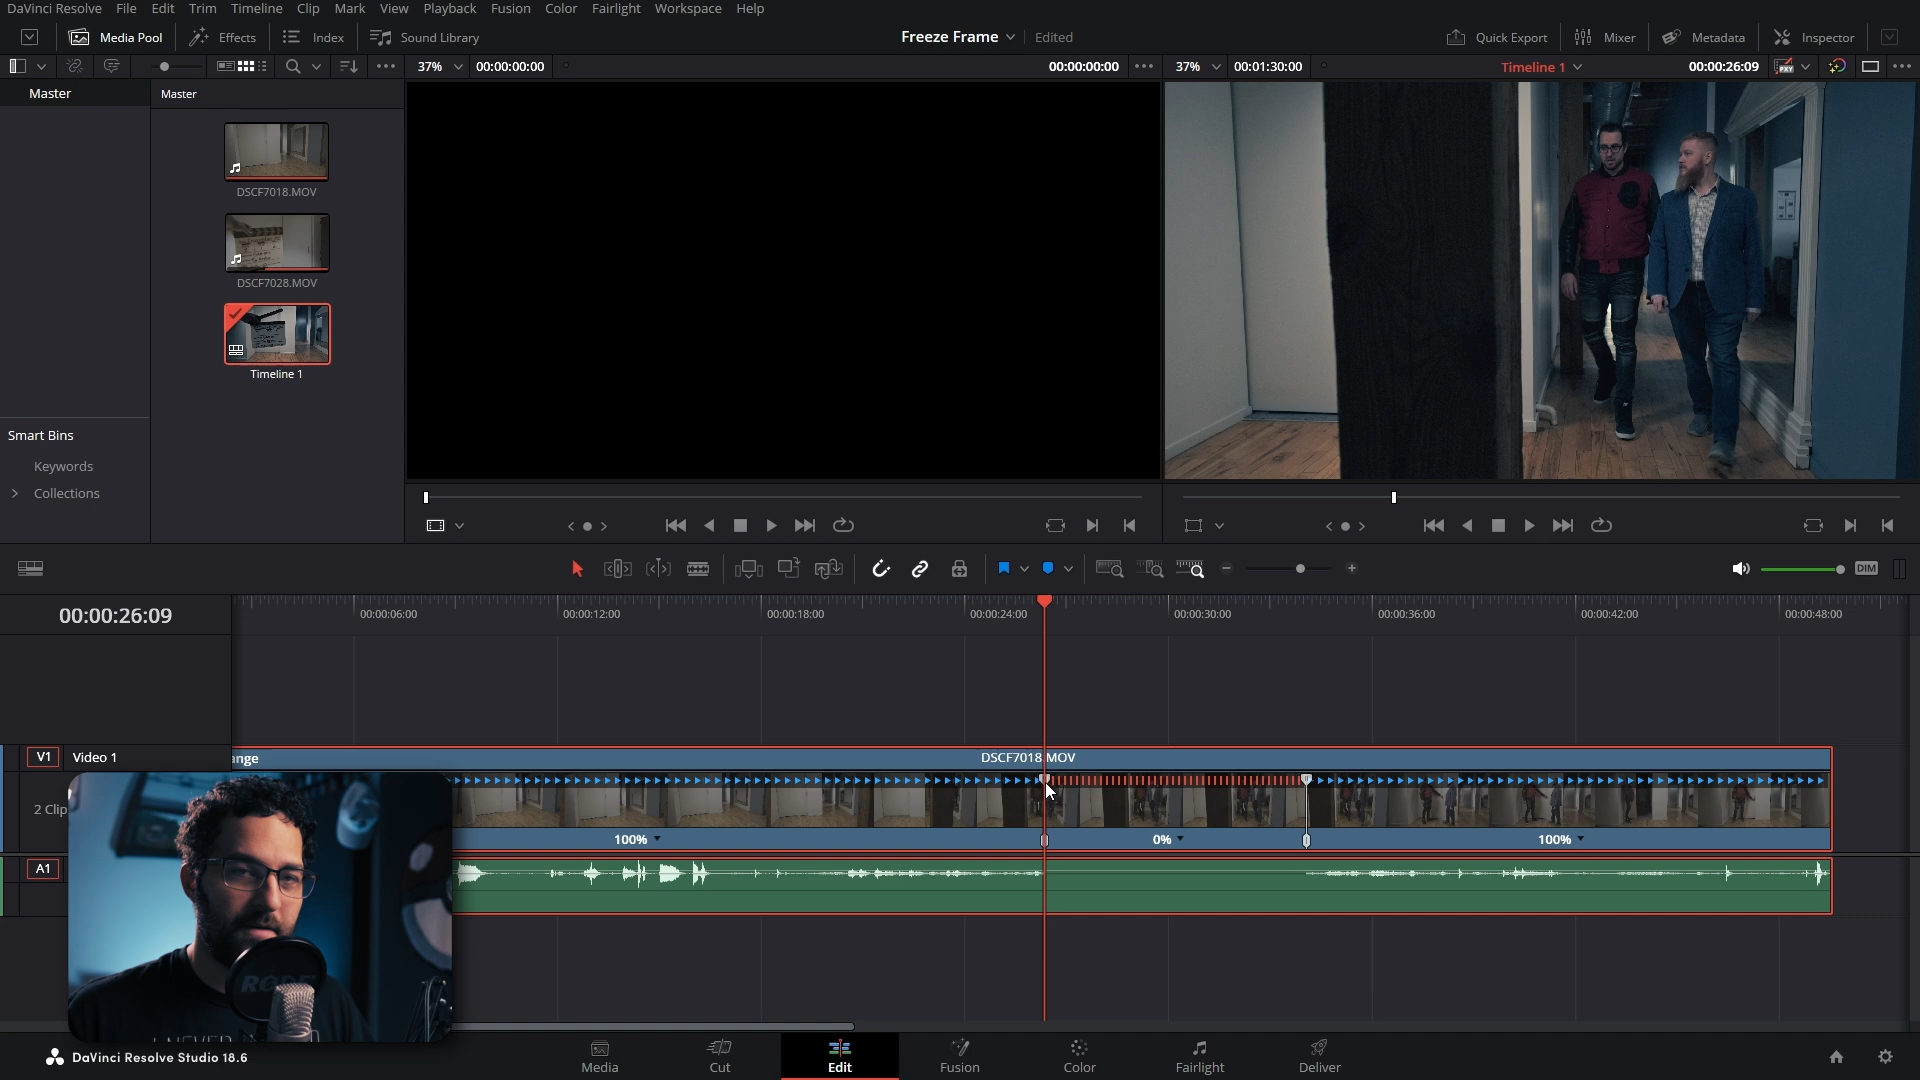 DaVinci Resolve File Edit Trim Timeline Clip Mark View Playback Fusion Color Fairlight Workspace Help
Media Pool Effects Index Sound Library Freeze Frame Edited Quick Export Mixer Metadata Inspector
37% 00:00:00:00 00:00:00:00 37% 00:01:30:00 Timeline 1 00:00:26:09 PXY
Master
Master
DSCF7018.MOV
DSCF7028.MOV
Timeline 1
Smart Bins
Keywords
Collections
DIM
00:00:26:09
00:00:06:00 00:00:12:00 00:00:18:00 00:00:24:00 00:00:30:00 00:00:36:00 00:00:42:00 00:00:48:00
V1 Video 1 ange DSCF7018.MOV
2 Clip
100% 0% 100%
A1
RODE
NEVER
DaVinci Resolve Studio 18.6
Media Cut Edit Fusion Color Fairlight Deliver